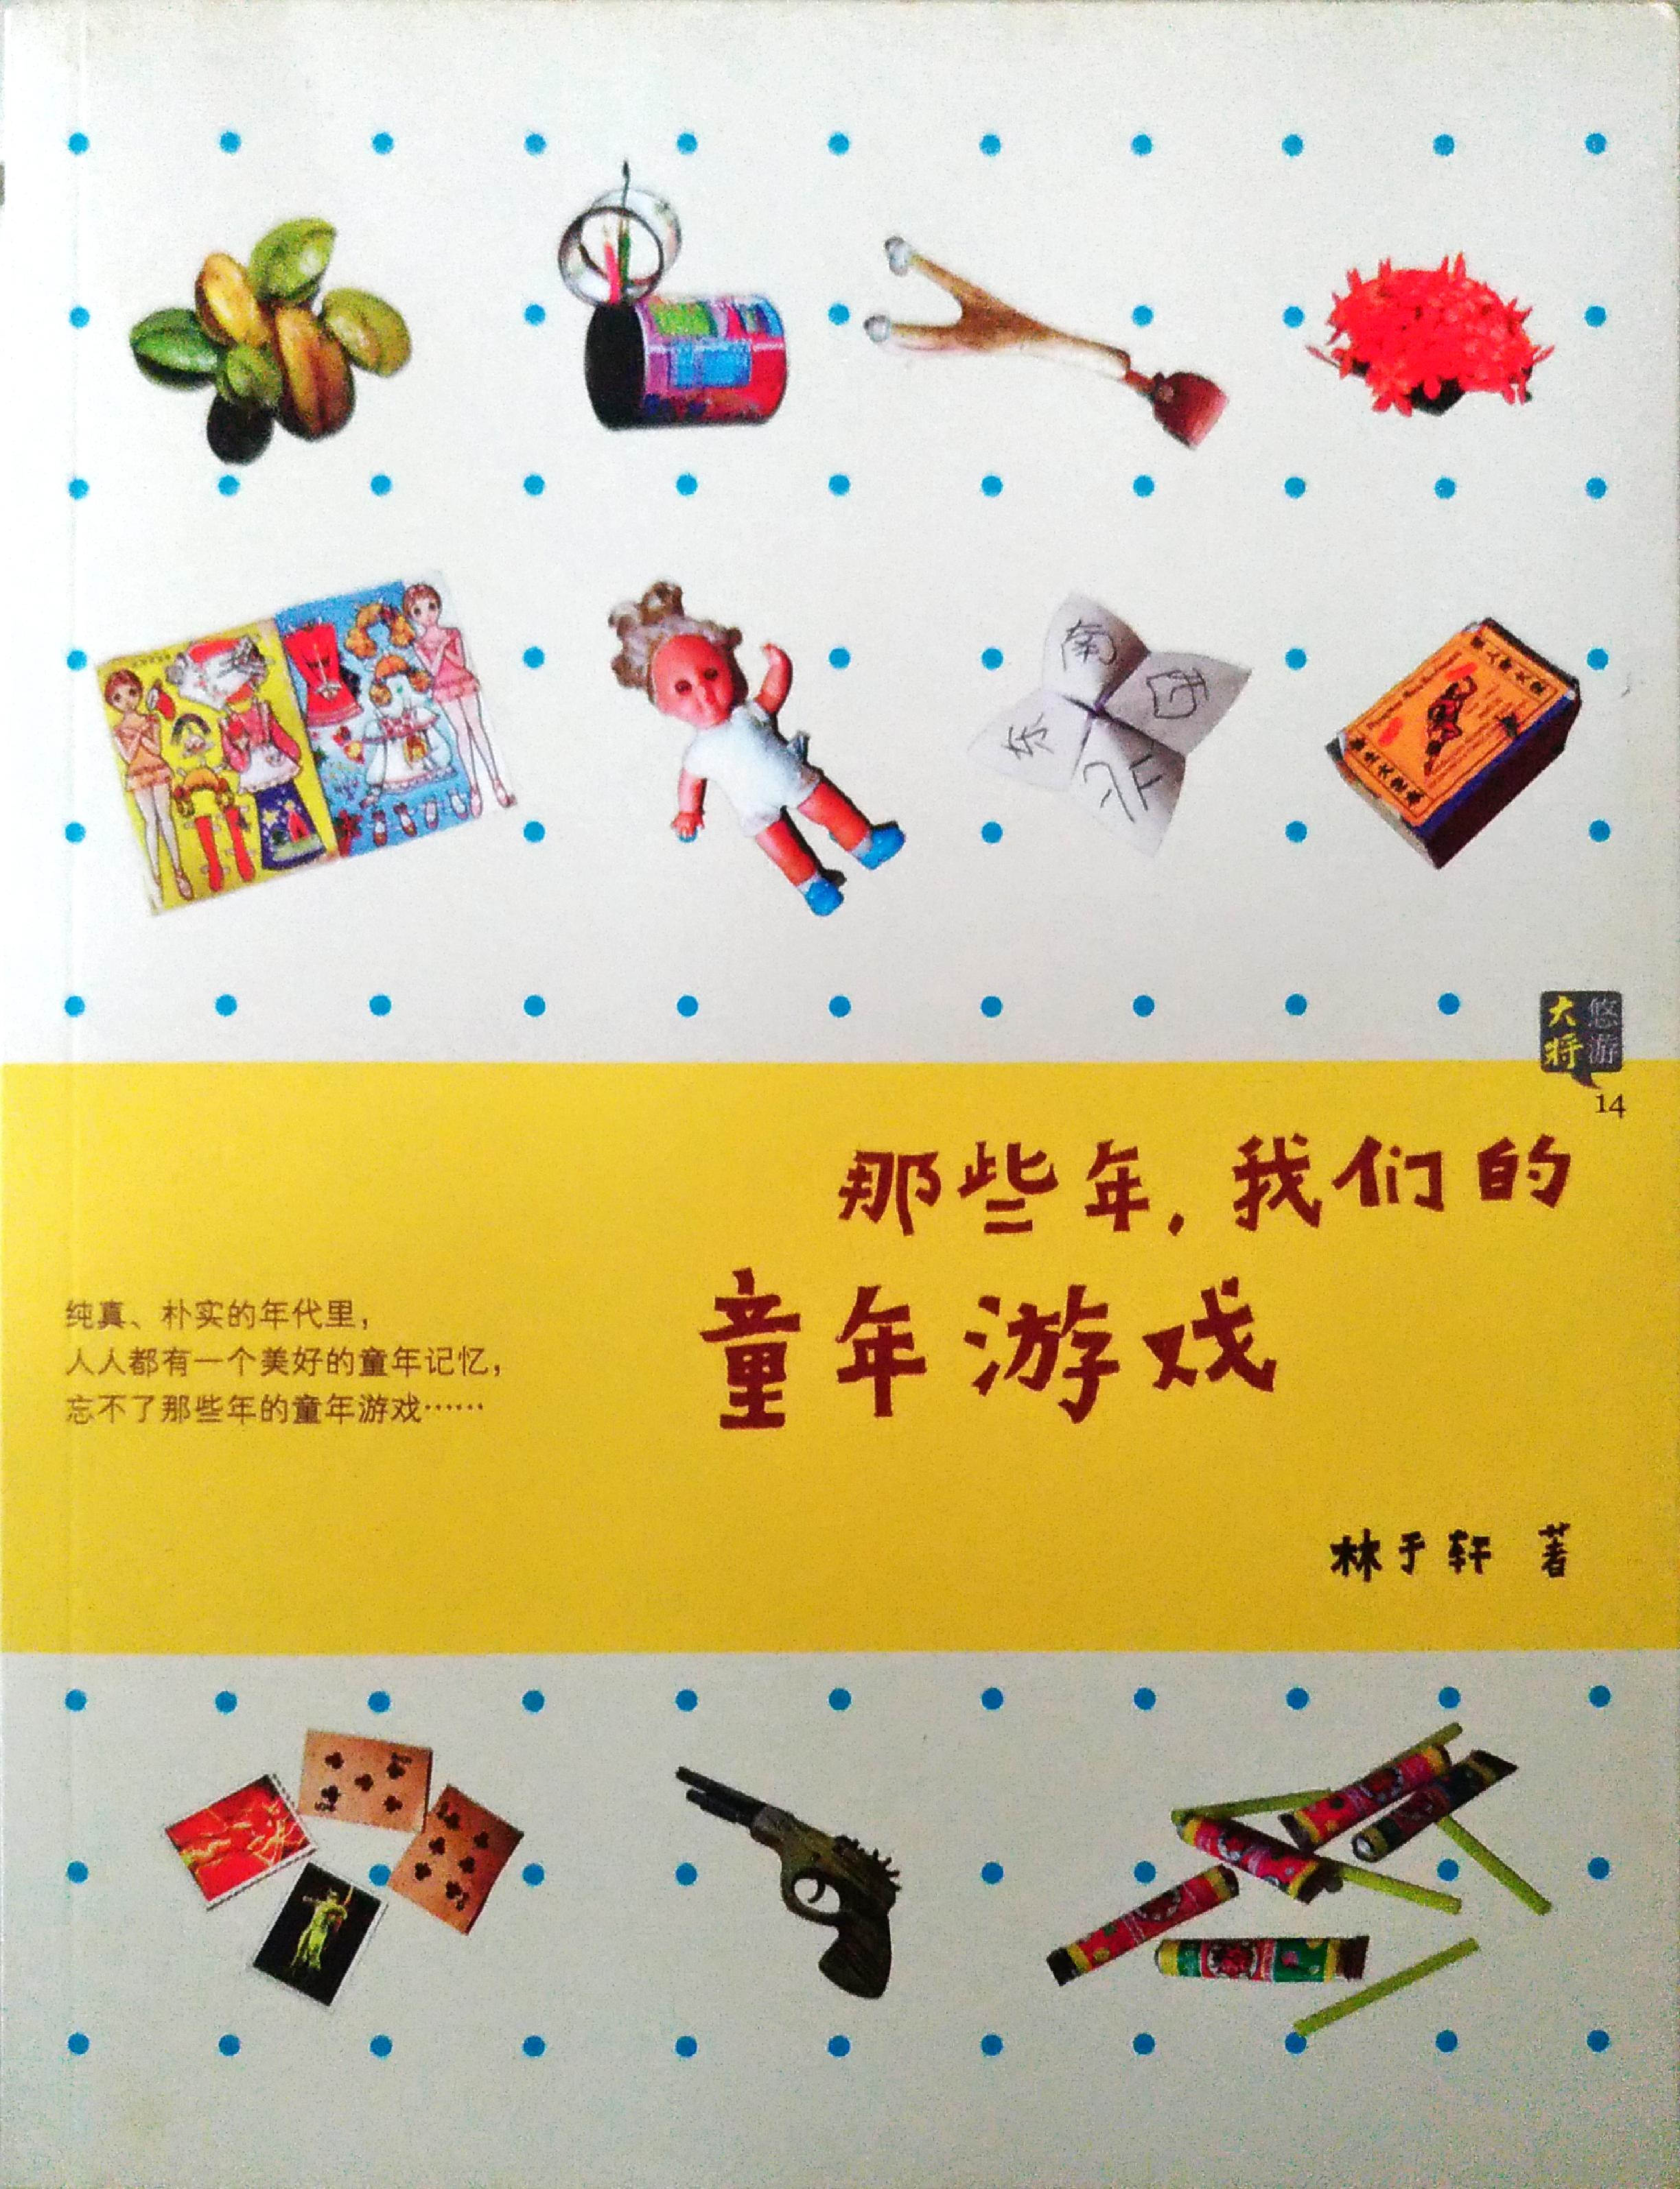 南
东
西
北
大将
悠游
14
那些年,我们的
童年游戏
纯真、朴实的年代里,
人人都有一个美好的童年记忆,
忘不了那些年的童年游戏……
林于轩 著